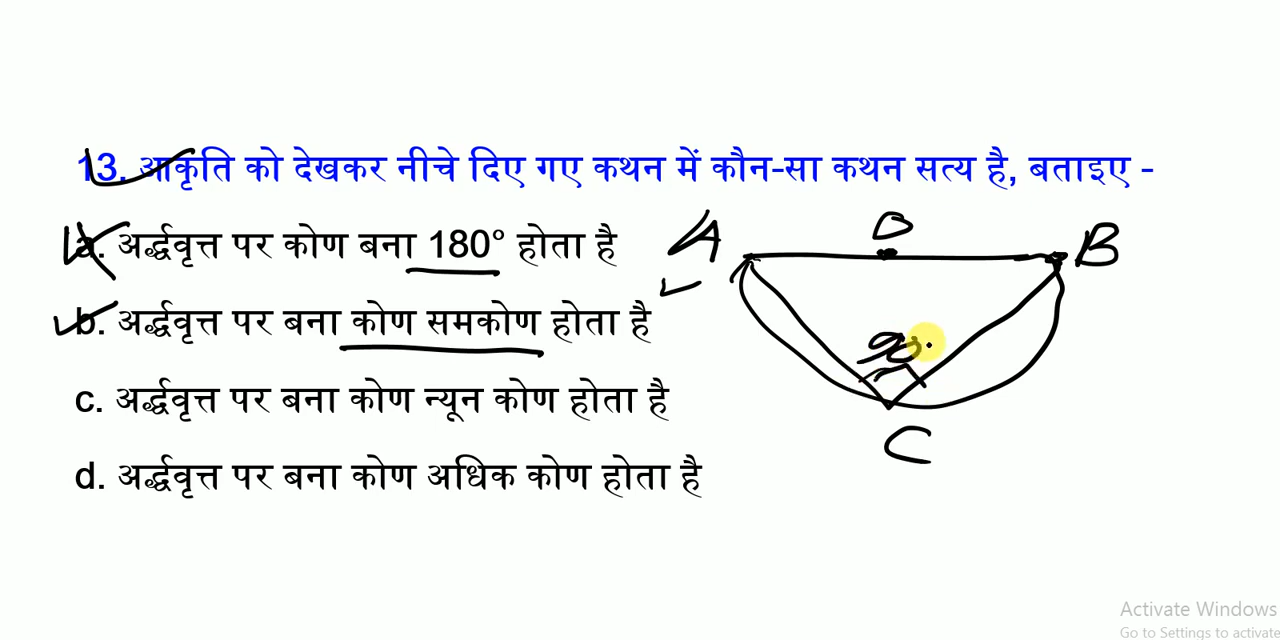 13. आकृति को देखकर नीचे दिए गए कथन में कौन-सा कथन सत्य है, बताइए -
a. अर्द्धवृत्त पर कोण बना 180° होता है
b. अर्द्धवृत्त पर बना कोण समकोण होता है
c. अर्द्धवृत्त पर बना कोण न्यून कोण होता है
d. अर्द्धवृत्त पर बना कोण अधिक कोण होता है
A
B
90
C
Activate Windows
Go to Settings to activate